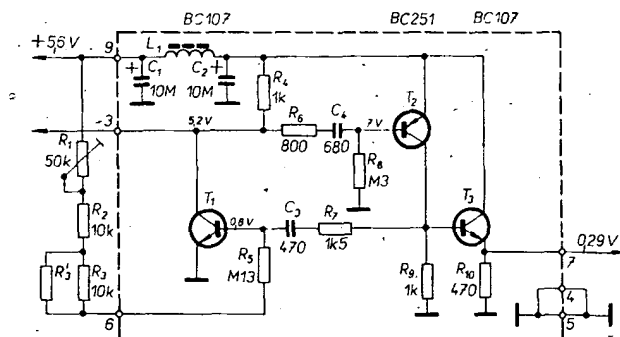 BC107
BC251
BC107
+5,6V
9
L1
+
C1
10M
C2
+
10M
R4
1k
3
5,2V
R6
800
C4
680
7V
T2
R8
M3
R1
50k
T1
0,8V
C3
470
R7
1k5
T3
0,29V
7
R2
10k
R5
M13
R'3
R3
10k
R9
1k
R10
470
4
5
6